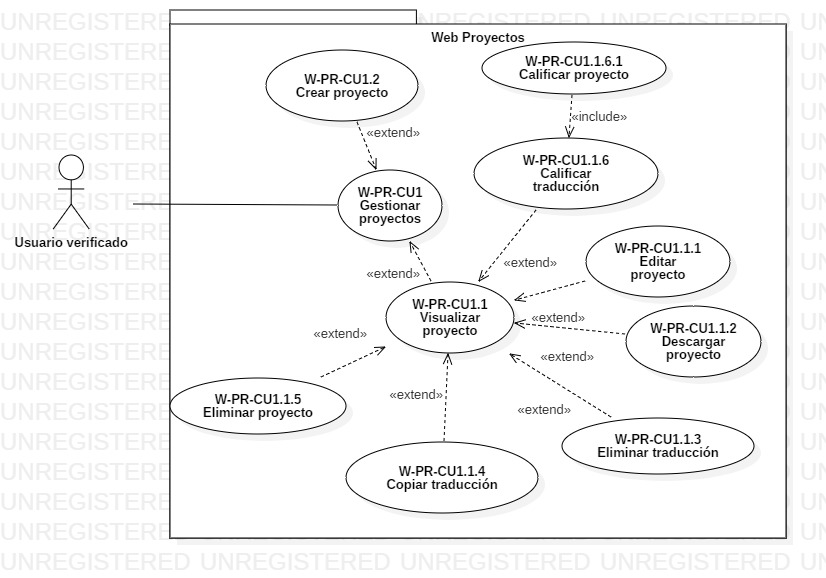 Web Proyectos
W-PR-CU1.2
Crear proyecto
W-PR-CU1.1.6.1
Calificar proyecto
«extend»
«include»
W-PR-CU1.1.6
Calificar
traducción
W-PR-CU1
Gestionar
proyectos
Usuario verificado
«extend»
«extend»
W-PR-CU1.1.1
Editar
proyecto
W-PR-CU1.1
Visualizar
proyecto
«extend»
W-PR-CU1.1.2
Descargar
proyecto
«extend»
«extend»
W-PR-CU1.1.5
Eliminar proyecto
«extend»
«extend»
W-PR-CU1.1.3
Eliminar traducción
W-PR-CU1.1.4
Copiar traducción
UNREGISTERED UNREGISTERED UNREGISTERED UNREGISTERED UN